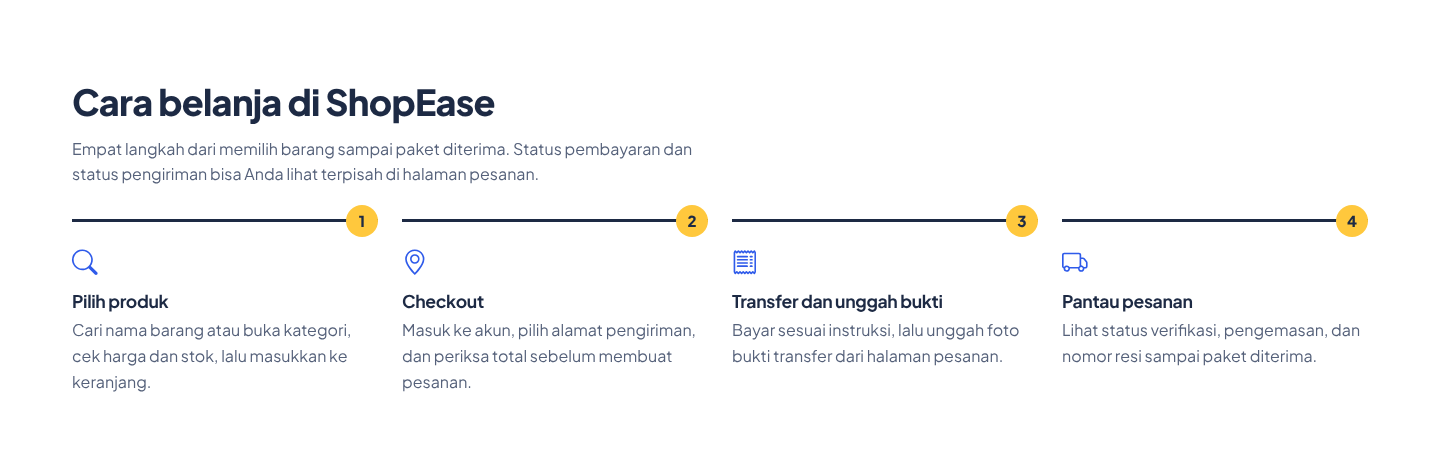 Cara belanja di ShopEase
Empat langkah dari memilih barang sampai paket diterima. Status pembayaran dan
status pengiriman bisa Anda lihat terpisah di halaman pesanan.
1
Pilih produk
Cari nama barang atau buka kategori,
cek harga dan stok, lalu masukkan ke
keranjang.
2
Checkout
Masuk ke akun, pilih alamat pengiriman,
dan periksa total sebelum membuat
pesanan.
3
Transfer dan unggah bukti
Bayar sesuai instruksi, lalu unggah foto
bukti transfer dari halaman pesanan.
4
Pantau pesanan
Lihat status verifikasi, pengemasan, dan
nomor resi sampai paket diterima.